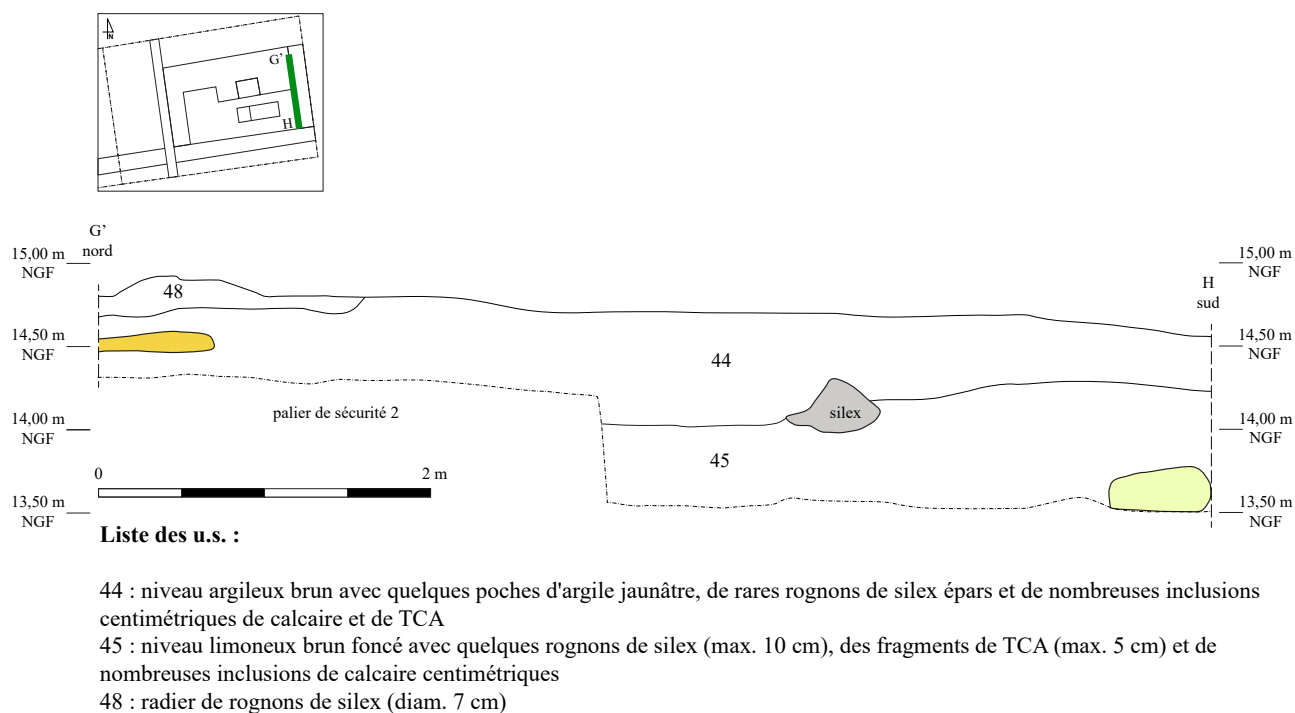 N
G'
H
G'
nord
15,00 m
NGF
15,00 m
NGF
H
sud
48
14,50 m
NGF
14,50 m
NGF
44
palier de sécurité 2
silex
14,00 m
NGF
14,00 m
NGF
45
0
2 m
13,50 m
NGF
13,50 m
NGF
Liste des u.s. :
44 : niveau argileux brun avec quelques poches d'argile jaunâtre, de rares rognons de silex épars et de nombreuses inclusions
centimétriques de calcaire et de TCA
45 : niveau limoneux brun foncé avec quelques rognons de silex (max. 10 cm), des fragments de TCA (max. 5 cm) et de
nombreuses inclusions de calcaire centimétriques
48 : radier de rognons de silex (diam. 7 cm)